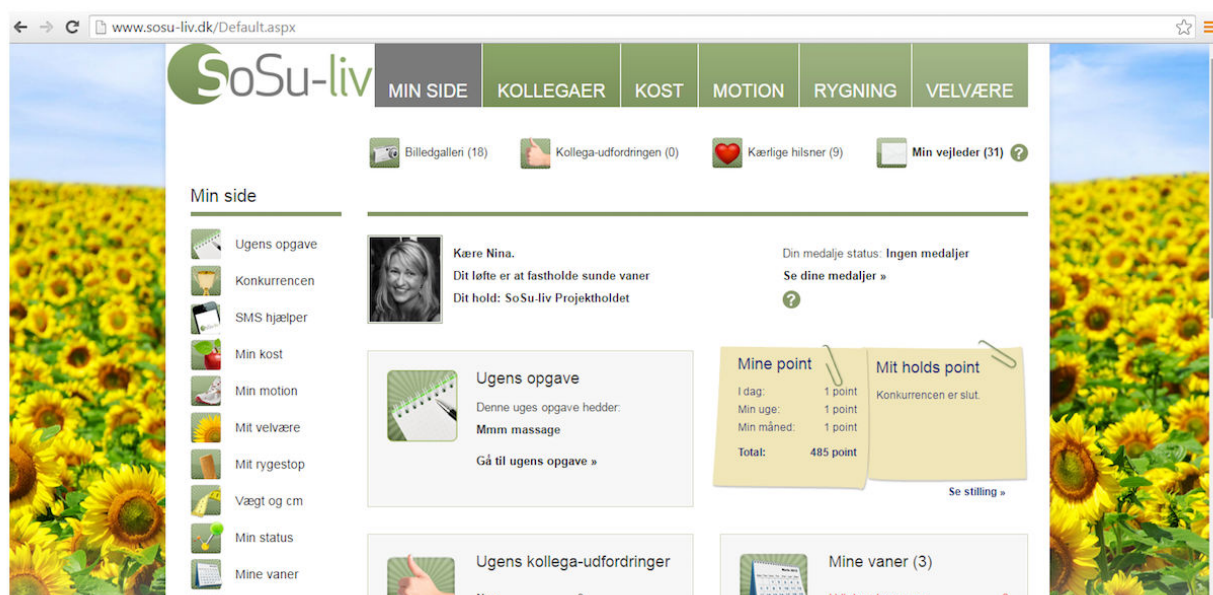 www.sosu-liv.dk/Default.aspx
SoSu-liv
MIN SIDE KOLLEGAER KOST MOTION RYGNING VELVÆRE
Billedgalleri (18) Kollega-udfordringen (0) Kærlige hilsner (9) Min vejleder (31) ?
Min side
Ugens opgave
Konkurrencen
SMS hjælper
Min kost
Min motion
Mit velvære
Mit rygestop
Vægt og cm
Min status
Mine vaner
Kære Nina.
Dit løfte er at fastholde sunde vaner
Dit hold: SoSu-liv Projektholdet
Din medalje status: Ingen medaljer
Se dine medaljer »
?
Ugens opgave
Denne uges opgave hedder:
Mmm massage
Gå til ugens opgave »
Mine point
I dag: 1 point
Min uge: 1 point
Min måned: 1 point
Total: 485 point
Mit holds point
Konkurrencen er slut.
Se stilling »
Ugens kollega-udfordringer
Mine vaner (3)